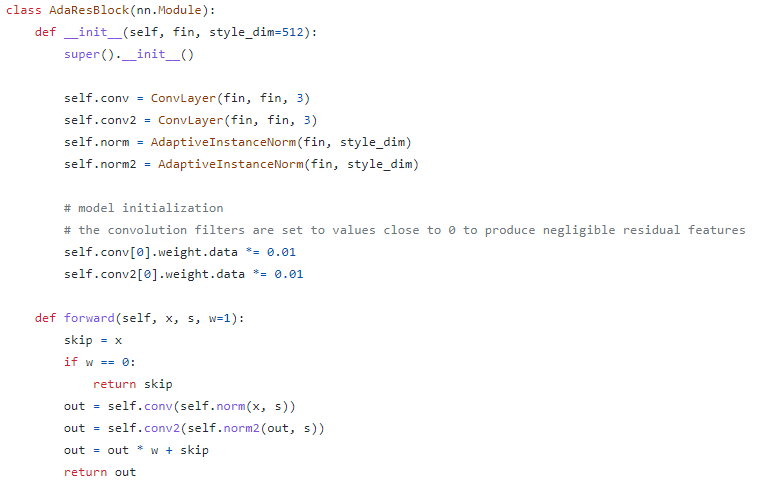 class AdaResBlock(nn.Module):
    def __init__(self, fin, style_dim=512):
        super().__init__()

        self.conv = ConvLayer(fin, fin, 3)
        self.conv2 = ConvLayer(fin, fin, 3)
        self.norm = AdaptiveInstanceNorm(fin, style_dim)
        self.norm2 = AdaptiveInstanceNorm(fin, style_dim)

        # model initialization
        # the convolution filters are set to values close to 0 to produce negligible residual features
        self.conv[0].weight.data *= 0.01
        self.conv2[0].weight.data *= 0.01

    def forward(self, x, s, w=1):
        skip = x
        if w == 0:
            return skip
        out = self.conv(self.norm(x, s))
        out = self.conv2(self.norm2(out, s))
        out = out * w + skip
        return out